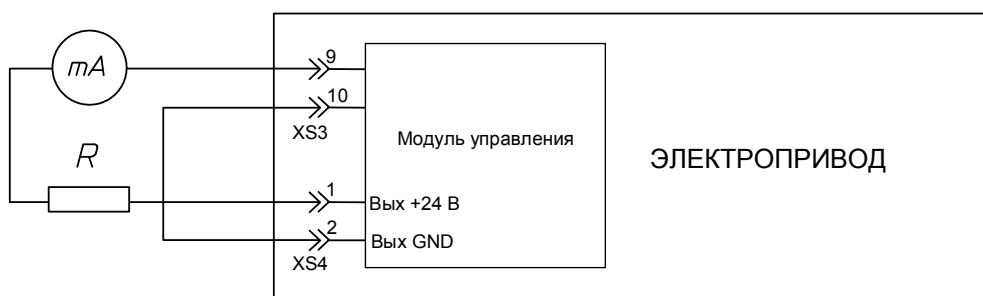 9
mA
10
XS3
Модуль управления
ЭЛЕКТРОПРИВОД
R
1
Вых +24 В
2
Вых GND
XS4